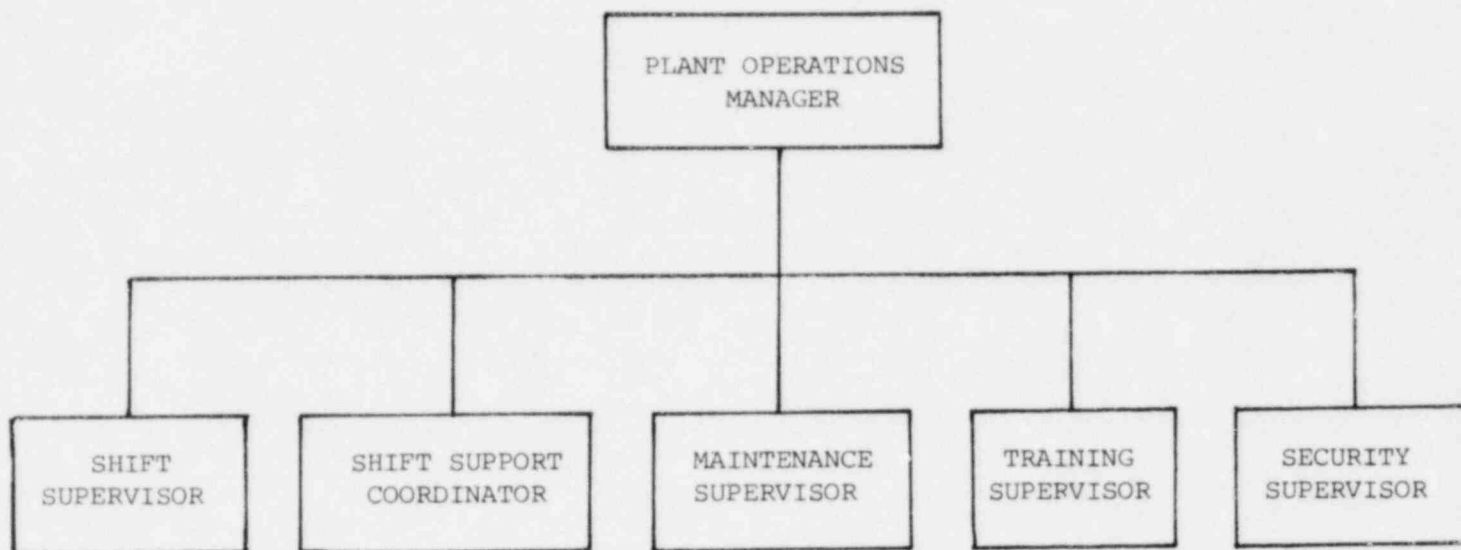 PLANT OPERATIONS
MANAGER
SHIFT
SUPERVISOR
SHIFT SUPPORT
COORDINATOR
MAINTENANCE
SUPERVISOR
TRAINING
SUPERVISOR
SECURITY
SUPERVISOR